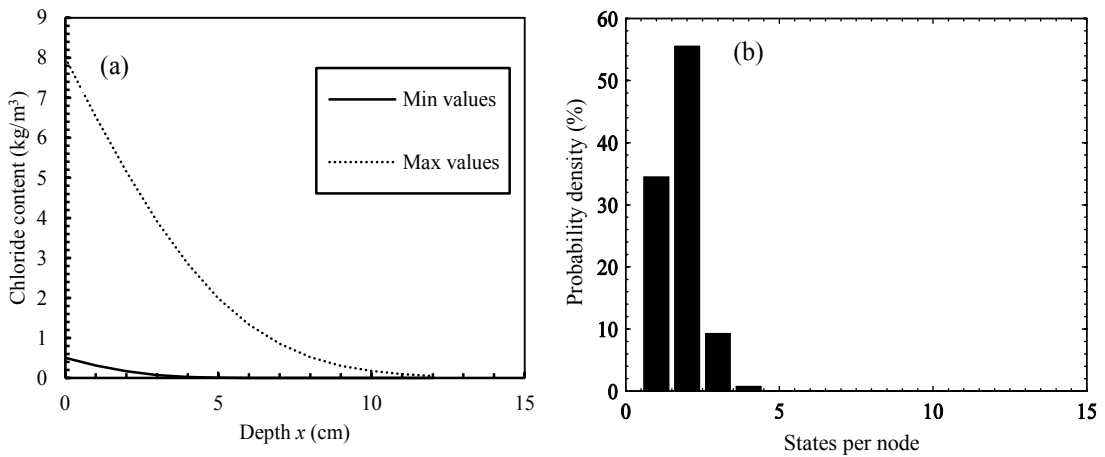 9
8
7
6
5
4
3
2
1
0
Chloride content (kg/m³)
(a)
Min values
Max values
0 5 10 15
Depth x (cm)
60
50
40
30
20
10
0
Probability density (%)
(b)
0 5 10 15
States per node